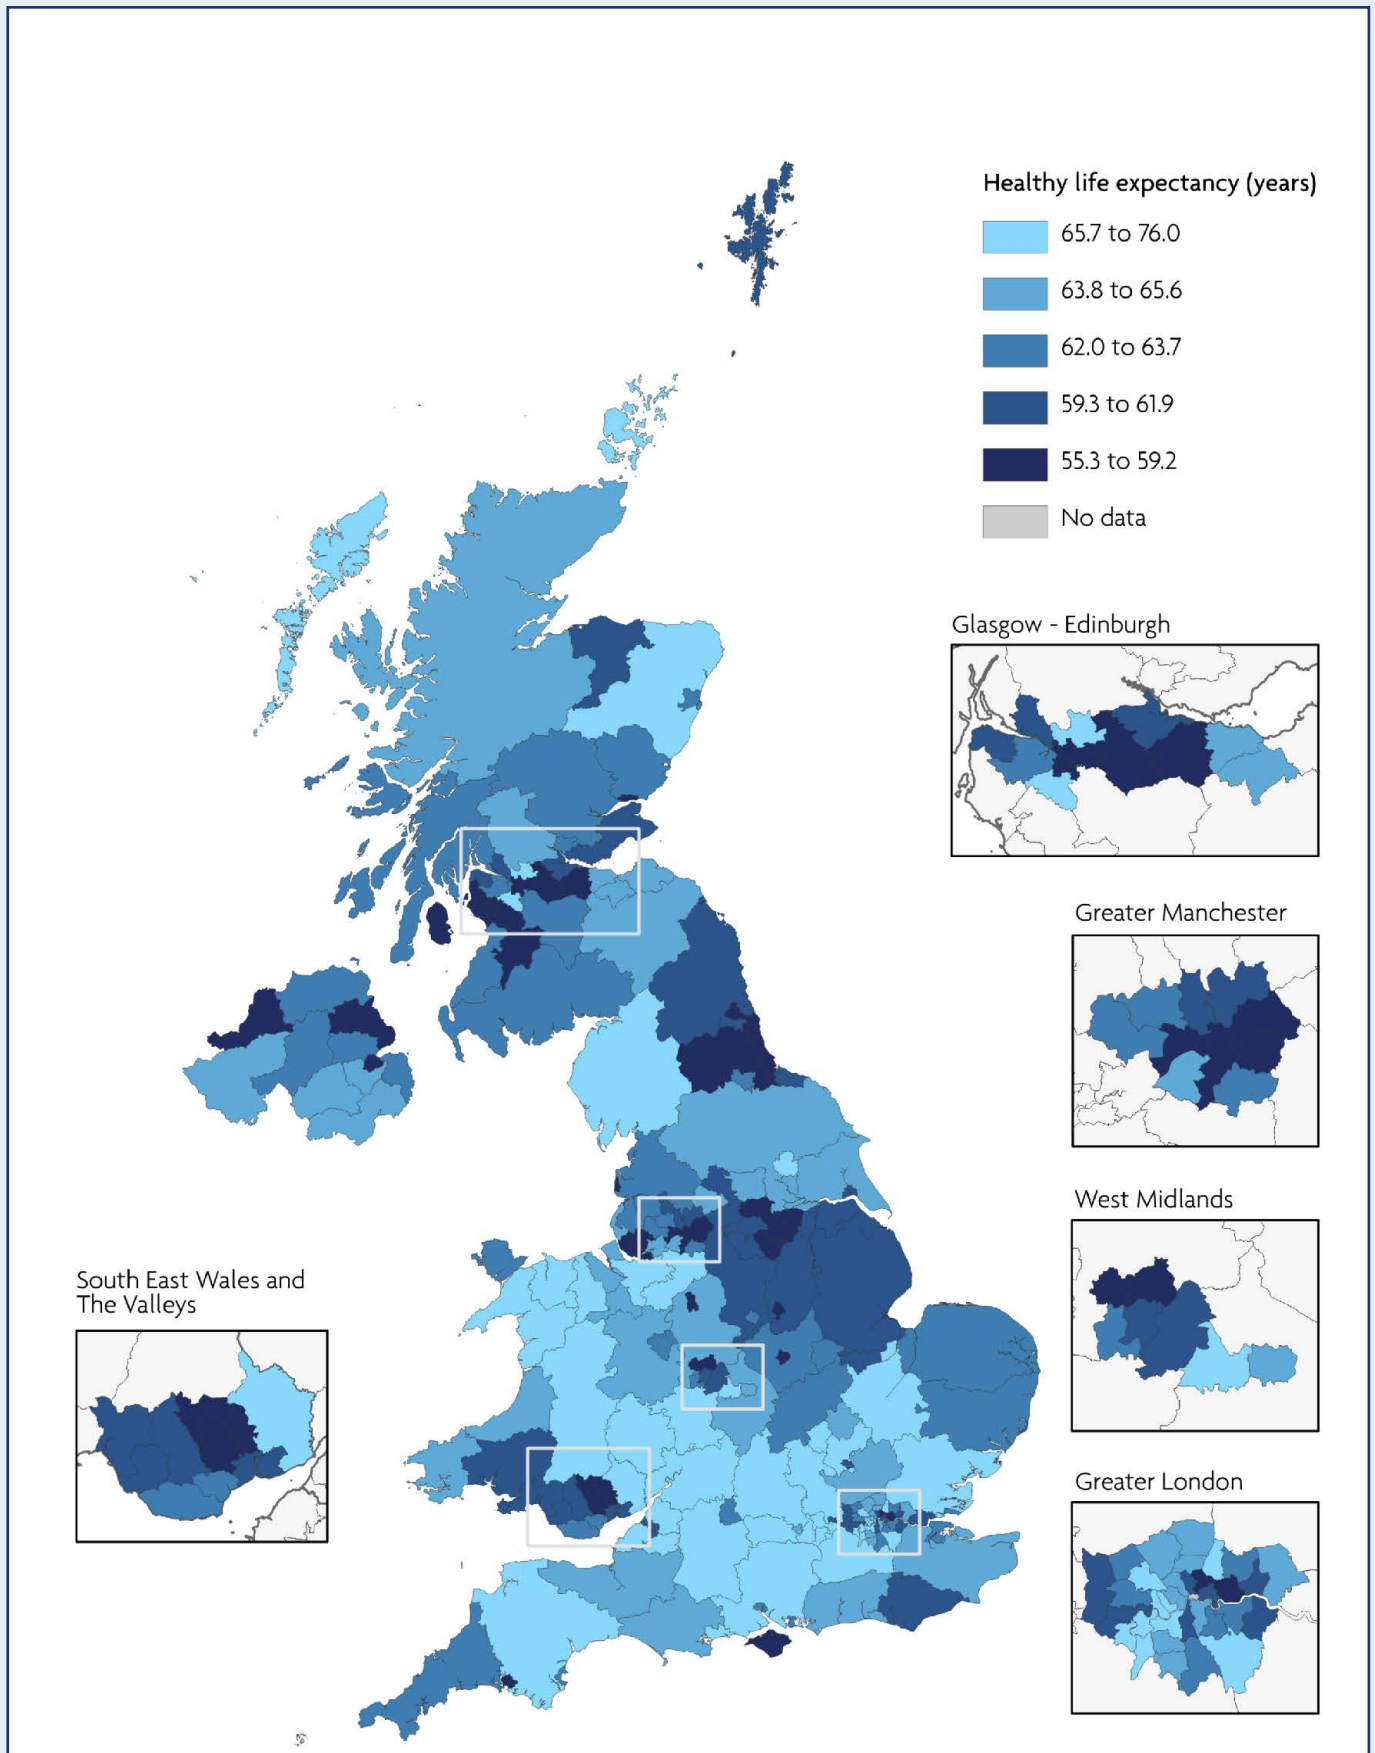 Healthy life expectancy (years)
65.7 to 76.0
63.8 to 65.6
62.0 to 63.7
59.3 to 61.9
55.3 to 59.2
No data
Glasgow - Edinburgh
Greater Manchester
West Midlands
South East Wales and
The Valleys
Greater London